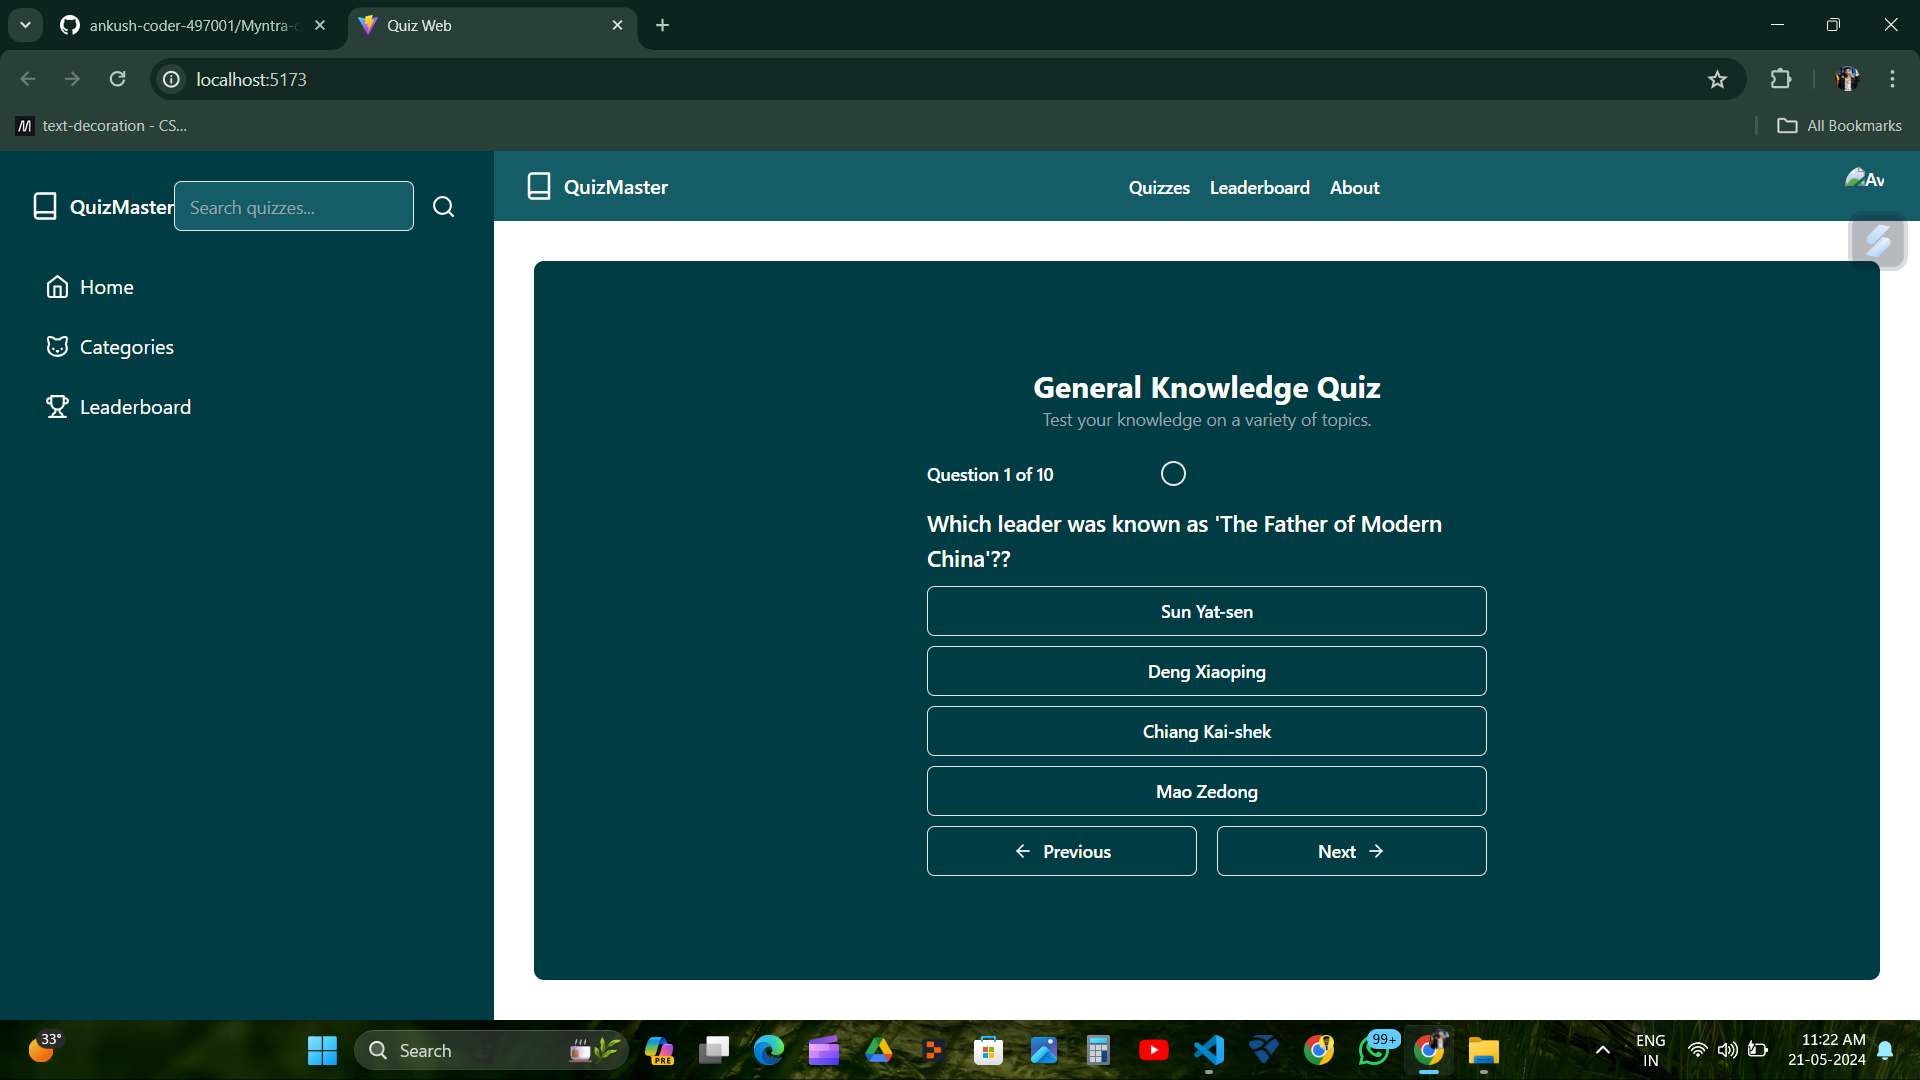 ankush-coder-497001/Myntra-
Quiz Web
localhost:5173
text-decoration - CS...
All Bookmarks
QuizMaster
Search quizzes...
Home
Categories
Leaderboard
QuizMaster
Quizzes
Leaderboard
About
Av
General Knowledge Quiz
Test your knowledge on a variety of topics.
Question 1 of 10
Which leader was known as 'The Father of Modern
China'??
Sun Yat-sen
Deng Xiaoping
Chiang Kai-shek
Mao Zedong
Previous
Next
33°
Search
PRE
99+
ENG
IN
11:22 AM
21-05-2024